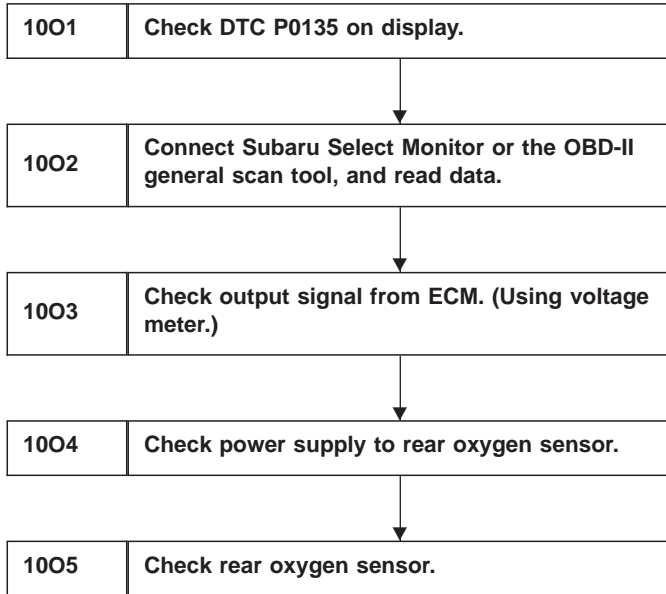 10O1 Check DTC P0135 on display.
10O2 Connect Subaru Select Monitor or the OBD-II
general scan tool, and read data.
10O3 Check output signal from ECM. (Using voltage
meter.)
10O4 Check power supply to rear oxygen sensor.
10O5 Check rear oxygen sensor.